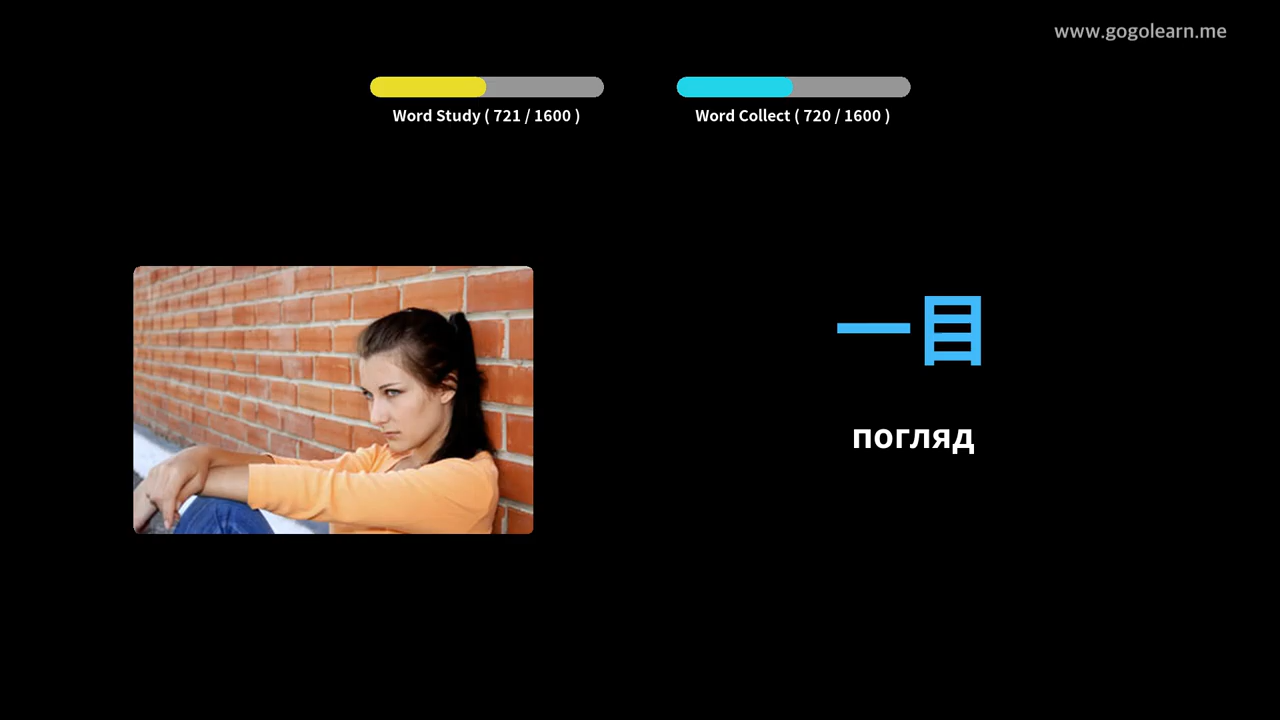 www.gogolearn.me
Word Study ( 721 / 1600 )
Word Collect ( 720 / 1600 )
一目
погляд